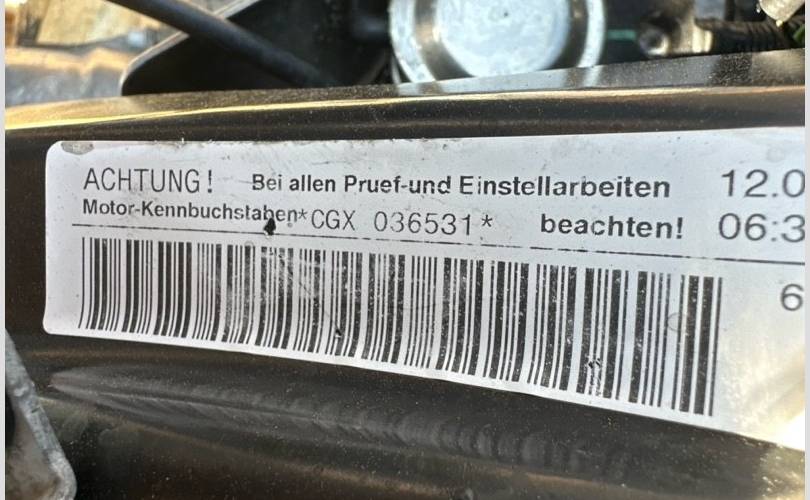 ACHTUNG! Bei allen Pruef-und Einstellarbeiten 12.0
Motor-Kennbuchstaben*CGX 036531* beachten! 06:3
6